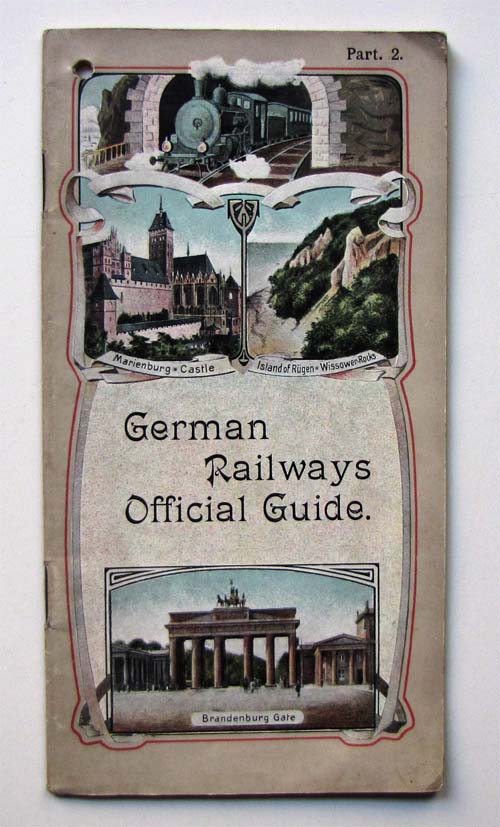 Part. 2.
Marienburg = Castle
Island of Rügen = Wissower Rocks
German
Railways
Official Guide.
Brandenburg Gate